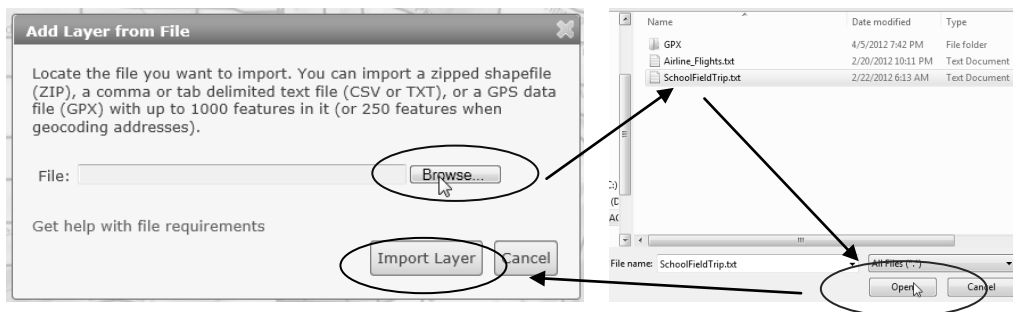 Add Layer from File
Locate the file you want to import. You can import a zipped shapefile
(ZIP), a comma or tab delimited text file (CSV or TXT), or a GPS data
file (GPX) with up to 1000 features in it (or 250 features when
geocoding addresses).
File:
Browse...
Get help with file requirements
Import Layer Cancel
Name Date modified Type
GPX 4/5/2012 7:42 PM File folder
Airline_Flights.txt 2/20/2012 10:11 PM Text Document
SchoolFieldTrip.txt 2/22/2012 6:13 AM Text Document
C:)
(D
AC
File name: SchoolFieldTrip.txt All Files (*.*)
Open Cancel